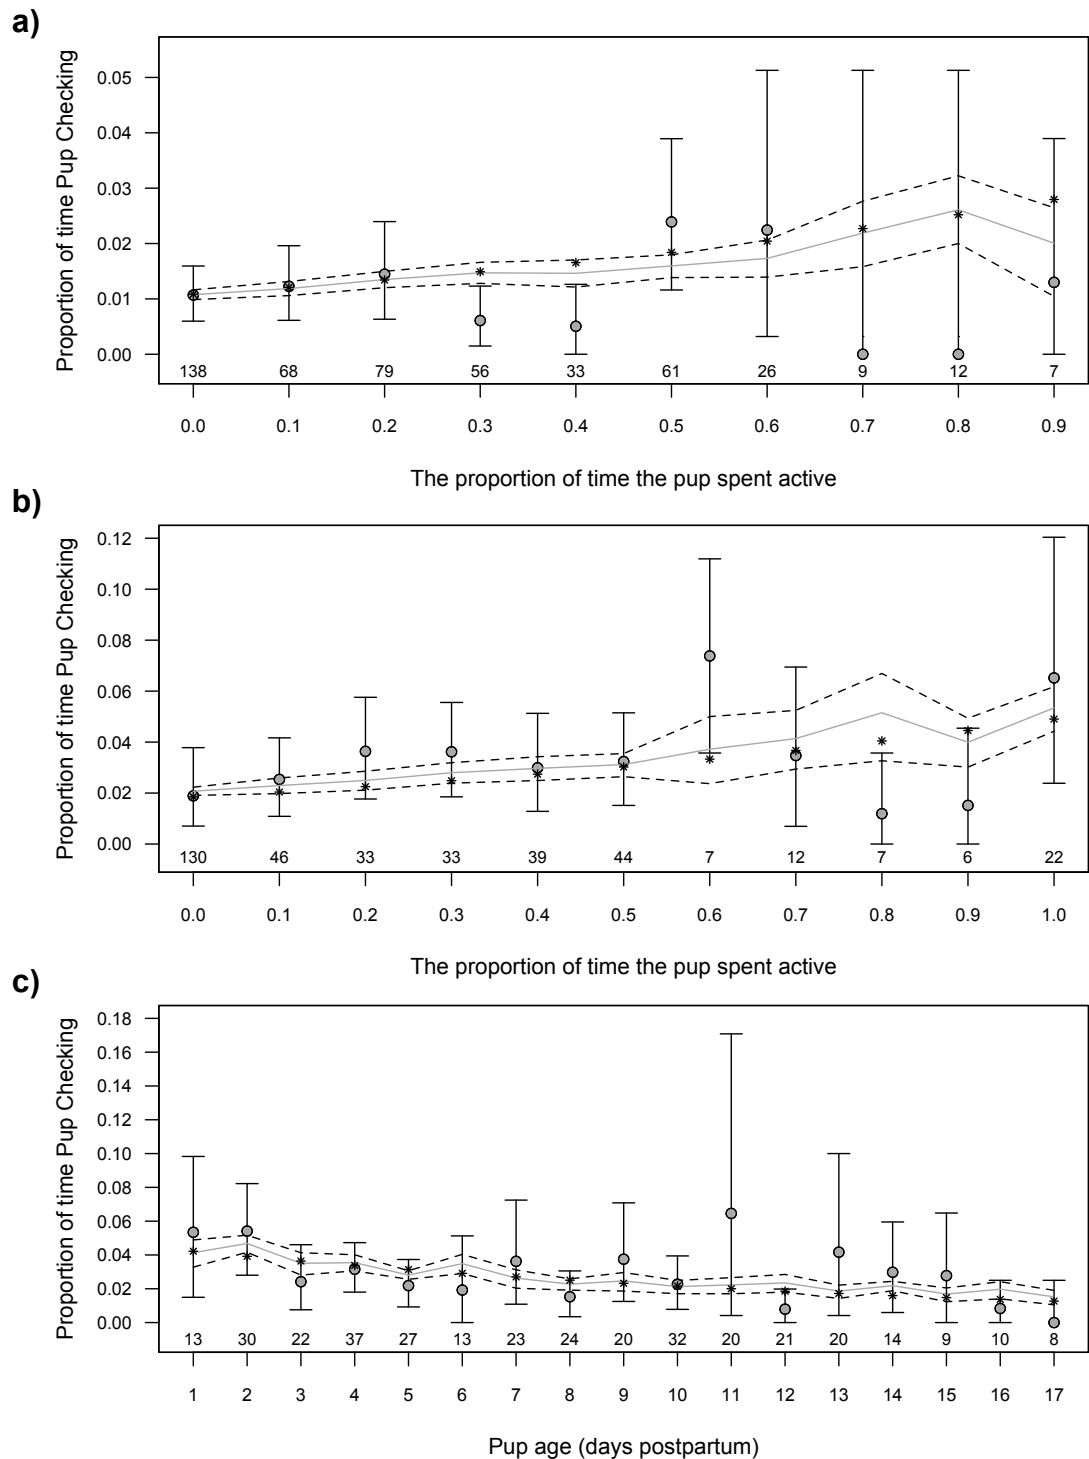 a)
Proportion of time Pup Checking
0.05
0.04
0.03
0.02
0.01
0.00
138 68 79 56 33 61 26 9 12 7
0.0 0.1 0.2 0.3 0.4 0.5 0.6 0.7 0.8 0.9
The proportion of time the pup spent active
b)
Proportion of time Pup Checking
0.12
0.10
0.08
0.06
0.04
0.02
0.00
130 46 33 33 39 44 7 12 7 6 22
0.0 0.1 0.2 0.3 0.4 0.5 0.6 0.7 0.8 0.9 1.0
The proportion of time the pup spent active
c)
Proportion of time Pup Checking
0.18
0.16
0.14
0.12
0.10
0.08
0.06
0.04
0.02
0.00
13 30 22 37 27 13 23 24 20 32 20 21 20 14 9 10 8
1 2 3 4 5 6 7 8 9 10 11 12 13 14 15 16 17
Pup age (days postpartum)